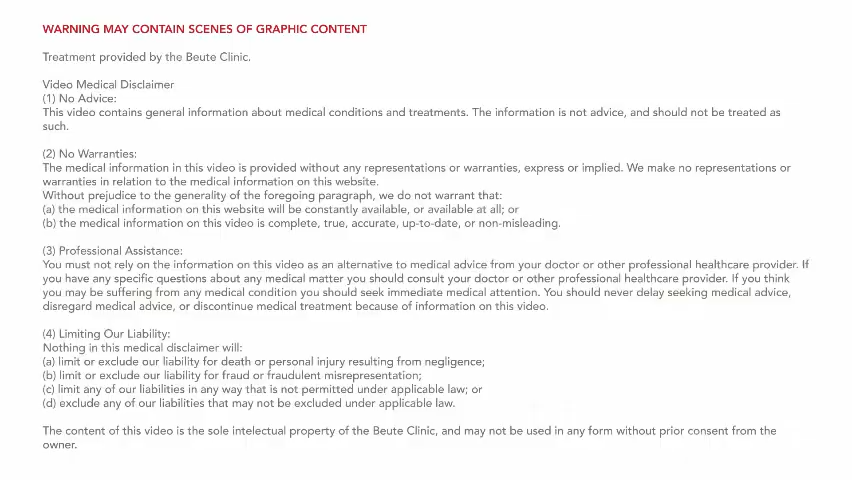 WARNING MAY CONTAIN SCENES OF GRAPHIC CONTENT
Treatment provided by the Beute Clinic.
Video Medical Disclaimer
(1) No Advice:
This video contains general information about medical conditions and treatments. The information is not advice, and should not be treated as
such.
(2) No Warranties:
The medical information in this video is provided without any representations or warranties, express or implied. We make no representations or
warranties in relation to the medical information on this website.
Without prejudice to the generality of the foregoing paragraph, we do not warrant that:
(a) the medical information on this website will be constantly available, or available at all; or
(b) the medical information on this video is complete, true, accurate, up-to-date, or non-misleading.
(3) Professional Assistance:
You must not rely on the information on this video as an alternative to medical advice from your doctor or other professional healthcare provider. If
you have any specific questions about any medical matter you should consult your doctor or other professional healthcare provider. If you think
you may be suffering from any medical condition you should seek immediate medical attention. You should never delay seeking medical advice,
disregard medical advice, or discontinue medical treatment because of information on this video.
(4) Limiting Our Liability:
Nothing in this medical disclaimer will:
(a) limit or exclude our liability for death or personal injury resulting from negligence;
(b) limit or exclude our liability for fraud or fraudulent misrepresentation;
(c) limit any of our liabilities in any way that is not permitted under applicable law; or
(d) exclude any of our liabilities that may not be excluded under applicable law.
The content of this video is the sole intelectual property of the Beute Clinic, and may not be used in any form without prior consent from the
owner.